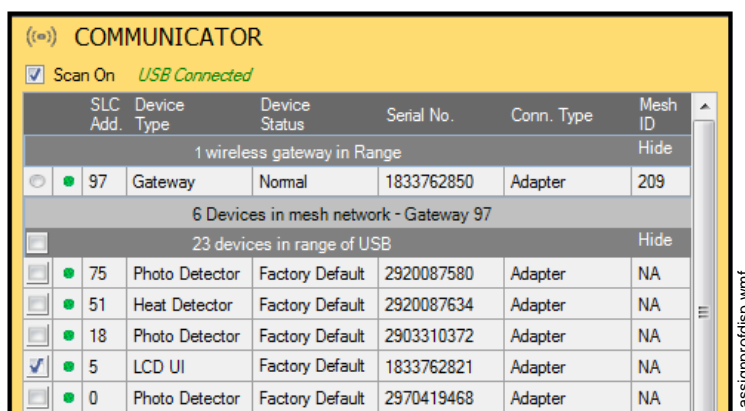 ((o)) COMMUNICATOR
Scan On USB Connected
SLC Add. Device Type Device Status Serial No. Conn. Type Mesh ID
1 wireless gateway in Range Hide
97 Gateway Normal 1833762850 Adapter 209
6 Devices in mesh network - Gateway 97
23 devices in range of USB Hide
75 Photo Detector Factory Default 2920087580 Adapter NA
51 Heat Detector Factory Default 2920087634 Adapter NA
18 Photo Detector Factory Default 2903310372 Adapter NA
5 LCD UI Factory Default 1833762821 Adapter NA
0 Photo Detector Factory Default 2970419468 Adapter NA
assignprofdisp.wmf